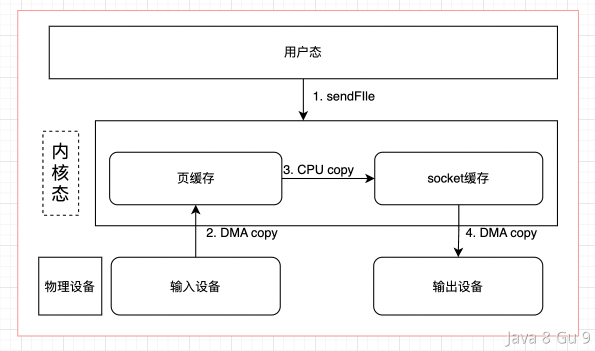 用户态
1. sendFIle
内
核
态
页缓存
3. CPU copy
socket缓存
2. DMA copy
4. DMA copy
物理设备
输入设备
输出设备
Java 8 Gu 9